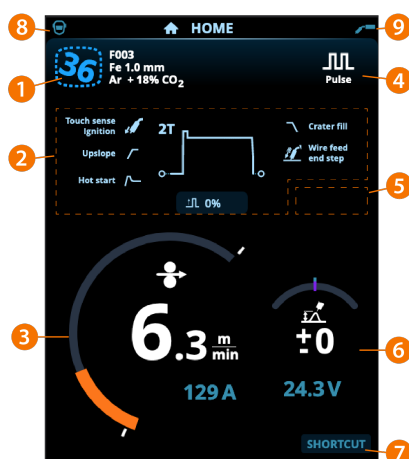 8
HOME
9
36
F003
Fe 1.0 mm
Ar + 18% CO2
Pulse
1
4
Touch sense
Ignition
2T
Crater fill
2
Upslope
Wire feed
end step
5
Hot start
0%
3
6.3 m/min
±0
6
129 A
24.3 V
SHORTCUT
7